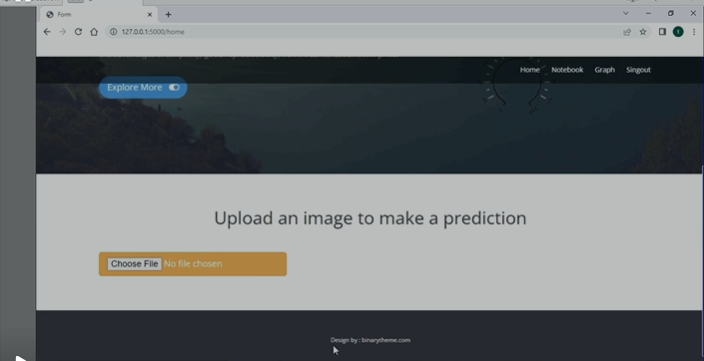 Form
127.0.0.1:5000/home
Home Notebook Graph Singout
Explore More
Upload an image to make a prediction
Choose File No file chosen
Design by : binarytheme.com